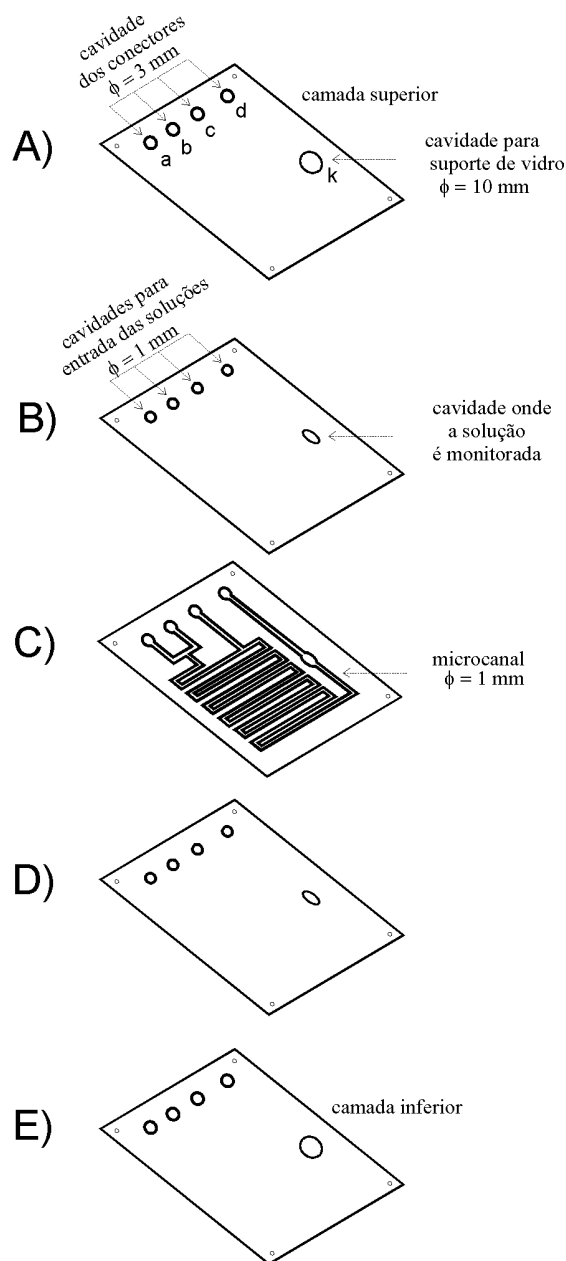 cavidade
dos conectores
ϕ = 3 mm
camada superior
A)
a
b
c
d
k
cavidade para
suporte de vidro
ϕ = 10 mm
cavidades para
entrada das soluções
ϕ = 1 mm
B)
cavidade onde
a solução
é monitorada
C)
microcanal
ϕ = 1 mm
D)
E)
camada inferior